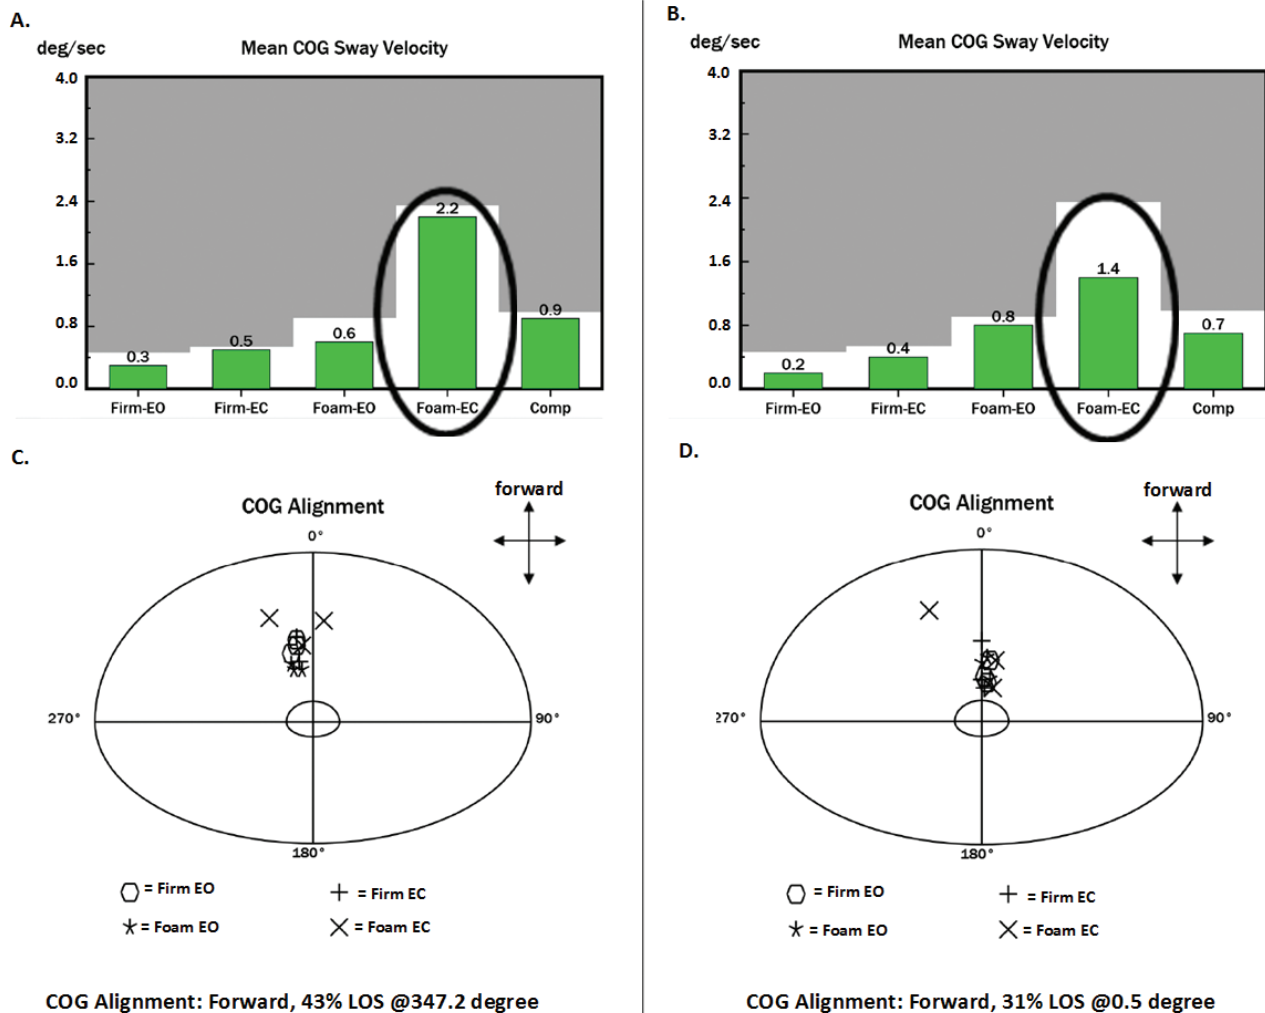 A.
deg/sec
Mean COG Sway Velocity
4.0
3.2
2.4
1.6
0.8
0.0
0.3
0.5
0.6
2.2
0.9
Firm-EO
Firm-EC
Foam-EO
Foam-EC
Comp
B.
deg/sec
Mean COG Sway Velocity
4.0
3.2
2.4
1.6
0.8
0.0
0.2
0.4
0.8
1.4
0.7
Firm-EO
Firm-EC
Foam-EO
Foam-EC
Comp
C.
forward
COG Alignment
0°
270°
90°
180°
= Firm EO
= Firm EC
= Foam EO
= Foam EC
COG Alignment: Forward, 43% LOS @347.2 degree
D.
forward
COG Alignment
0°
270°
90°
180°
= Firm EO
= Firm EC
= Foam EO
= Foam EC
COG Alignment: Forward, 31% LOS @0.5 degree